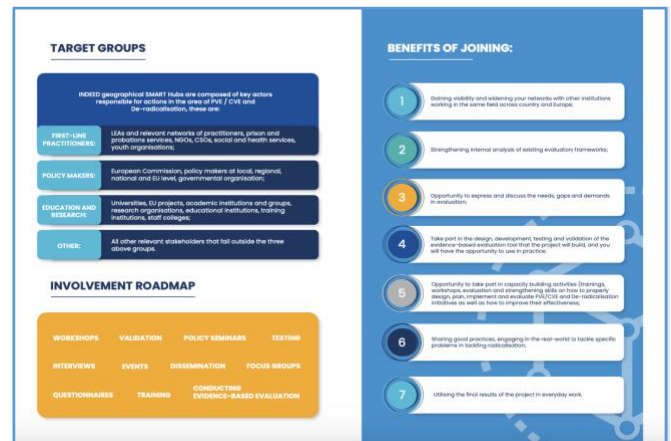 TARGET GROUPS
INDEED geographical SMART Hubs are composed of key actors
responsible for actions in the area of PVE / CVE and
De-radicalisation, these are:
FIRST-LINE
PRACTITIONERS:
LEAs and relevant networks of practitioners, prison and
probations services, NGOs, CSOs, social and health services,
youth organisations;
POLICY MAKERS:
European Commission, policy makers at local, regional,
national and EU level, governmental organisation;
EDUCATION AND
RESEARCH:
Universities, EU projects, academic institutions and groups,
research organisations, educational institutions, training
institutions, staff colleges;
OTHER:
All other relevant stakeholders that fall outside the three
above groups.
INVOLVEMENT ROADMAP
WORKSHOPS VALIDATION POLICY SEMINARS TESTING
INTERVIEWS EVENTS DISSEMINATION FOCUS GROUPS
QUESTIONNAIRES TRAINING CONDUCTING
EVIDENCE-BASED EVALUATION
BENEFITS OF JOINING:
1
Gaining visibility and widening your networks with other institutions
working in the same field across country and Europe;
2
Strengthening internal analysis of existing evaluatory frameworks;
3
Opportunity to express and discuss the needs, gaps and demands
in evaluation;
4
Take part in the design, development, testing and validation of the
evidence-based evaluation tool that the project will build, and you
will have the opportunity to use in practice;
5
Opportunity to take part in capacity building activities (trainings,
workshops, evaluation and strengthening skills on how to properly
design, plan, implement and evaluate PVE/CVE and De-radicalisation
initiatives as well as how to improve their effectiveness;
6
Sharing good practices, engaging in the real-world to tackle specific
problems in tackling radicalisation;
7
Utilising the final results of the project in everyday work.